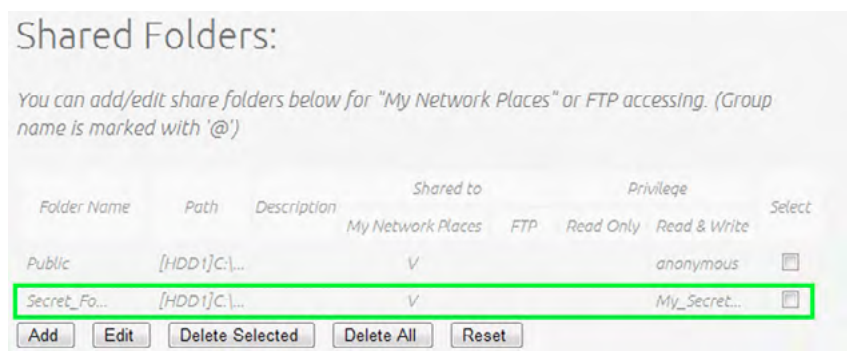 Shared Folders:
You can add/edit share folders below for "My Network Places" or FTP accessing. (Group
name is marked with '@')
Shared to Privilege
Folder Name Path Description Select
My Network Places FTP Read Only Read & Write
Public [HDD1]C:\... V anonymous
Secret_Fo... [HDD1]C:\... V My_Secret...
Add Edit Delete Selected Delete All Reset